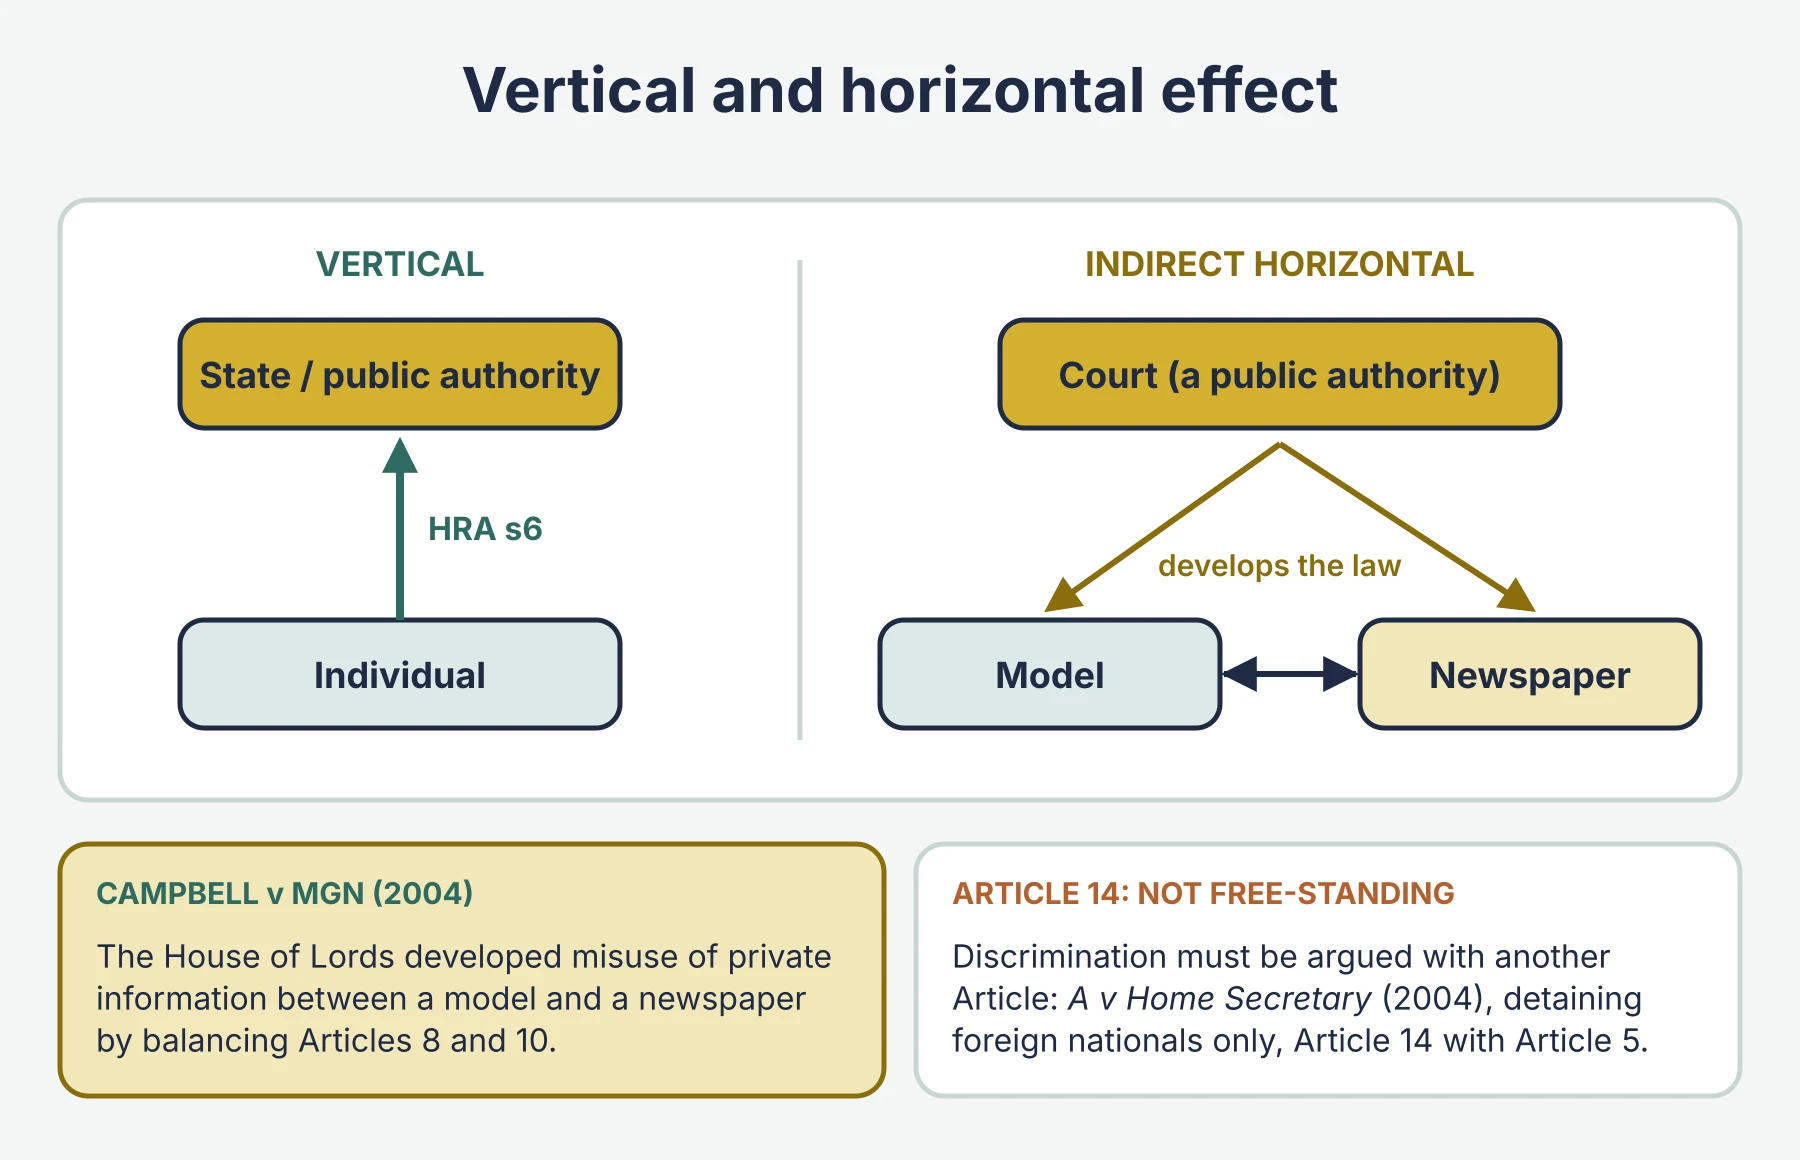 Vertical and horizontal effect
VERTICAL
State / public authority
HRA s6
Individual
INDIRECT HORIZONTAL
Court (a public authority)
develops the law
Model
Newspaper
CAMPBELL v MGN (2004)
The House of Lords developed misuse of private
information between a model and a newspaper
by balancing Articles 8 and 10.
ARTICLE 14: NOT FREE-STANDING
Discrimination must be argued with another
Article: A v Home Secretary (2004), detaining
foreign nationals only, Article 14 with Article 5.